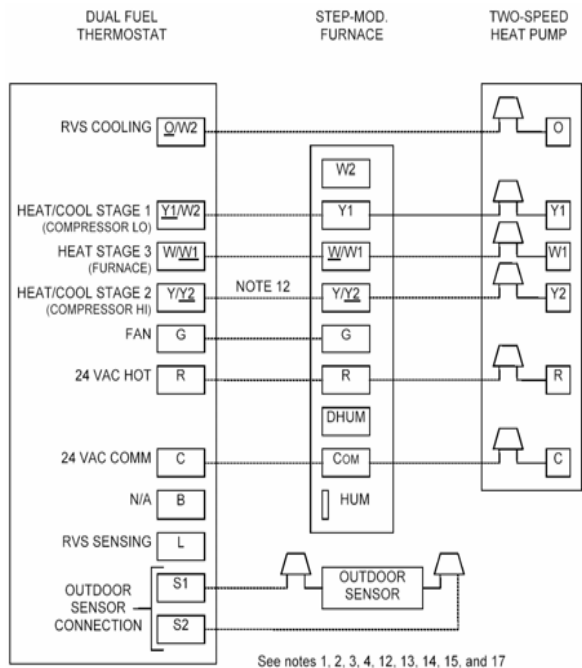 DUAL FUEL
THERMOSTAT
STEP-MOD.
FURNACE
TWO-SPEED
HEAT PUMP
RVS COOLING
O/W2
O
W2
HEAT/COOL STAGE 1
(COMPRESSOR LO)
Y1/W2
Y1
Y1
HEAT STAGE 3
(FURNACE)
W/W1
W/W1
W1
HEAT/COOL STAGE 2
(COMPRESSOR HI)
Y/Y2
NOTE 12
Y/Y2
Y2
FAN
G
G
24 VAC HOT
R
R
R
DHUM
24 VAC COMM
C
COM
C
N/A
B
HUM
RVS SENSING
L
OUTDOOR
SENSOR
CONNECTION
S1
S2
OUTDOOR
SENSOR
See notes 1, 2, 3, 4, 12, 13, 14, 15, and 17